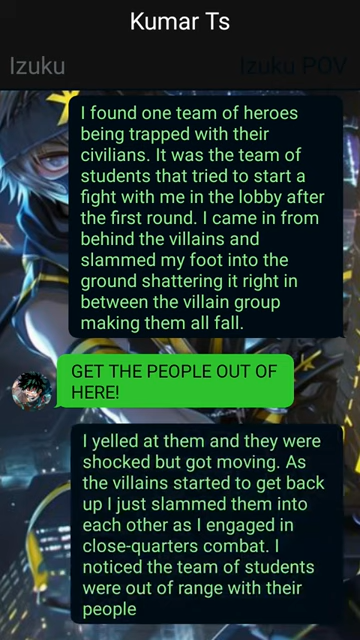 Kumar Ts
Izuku
Izuku POV
I found one team of heroes
being trapped with their
civilians. It was the team of
students that tried to start a
fight with me in the lobby after
the first round. I came in from
behind the villains and
slammed my foot into the
ground shattering it right in
between the villain group
making them all fall.
GET THE PEOPLE OUT OF
HERE!
I yelled at them and they were
shocked but got moving. As
the villains started to get back
up I just slammed them into
each other as I engaged in
close-quarters combat. I
noticed the team of students
were out of range with their
people